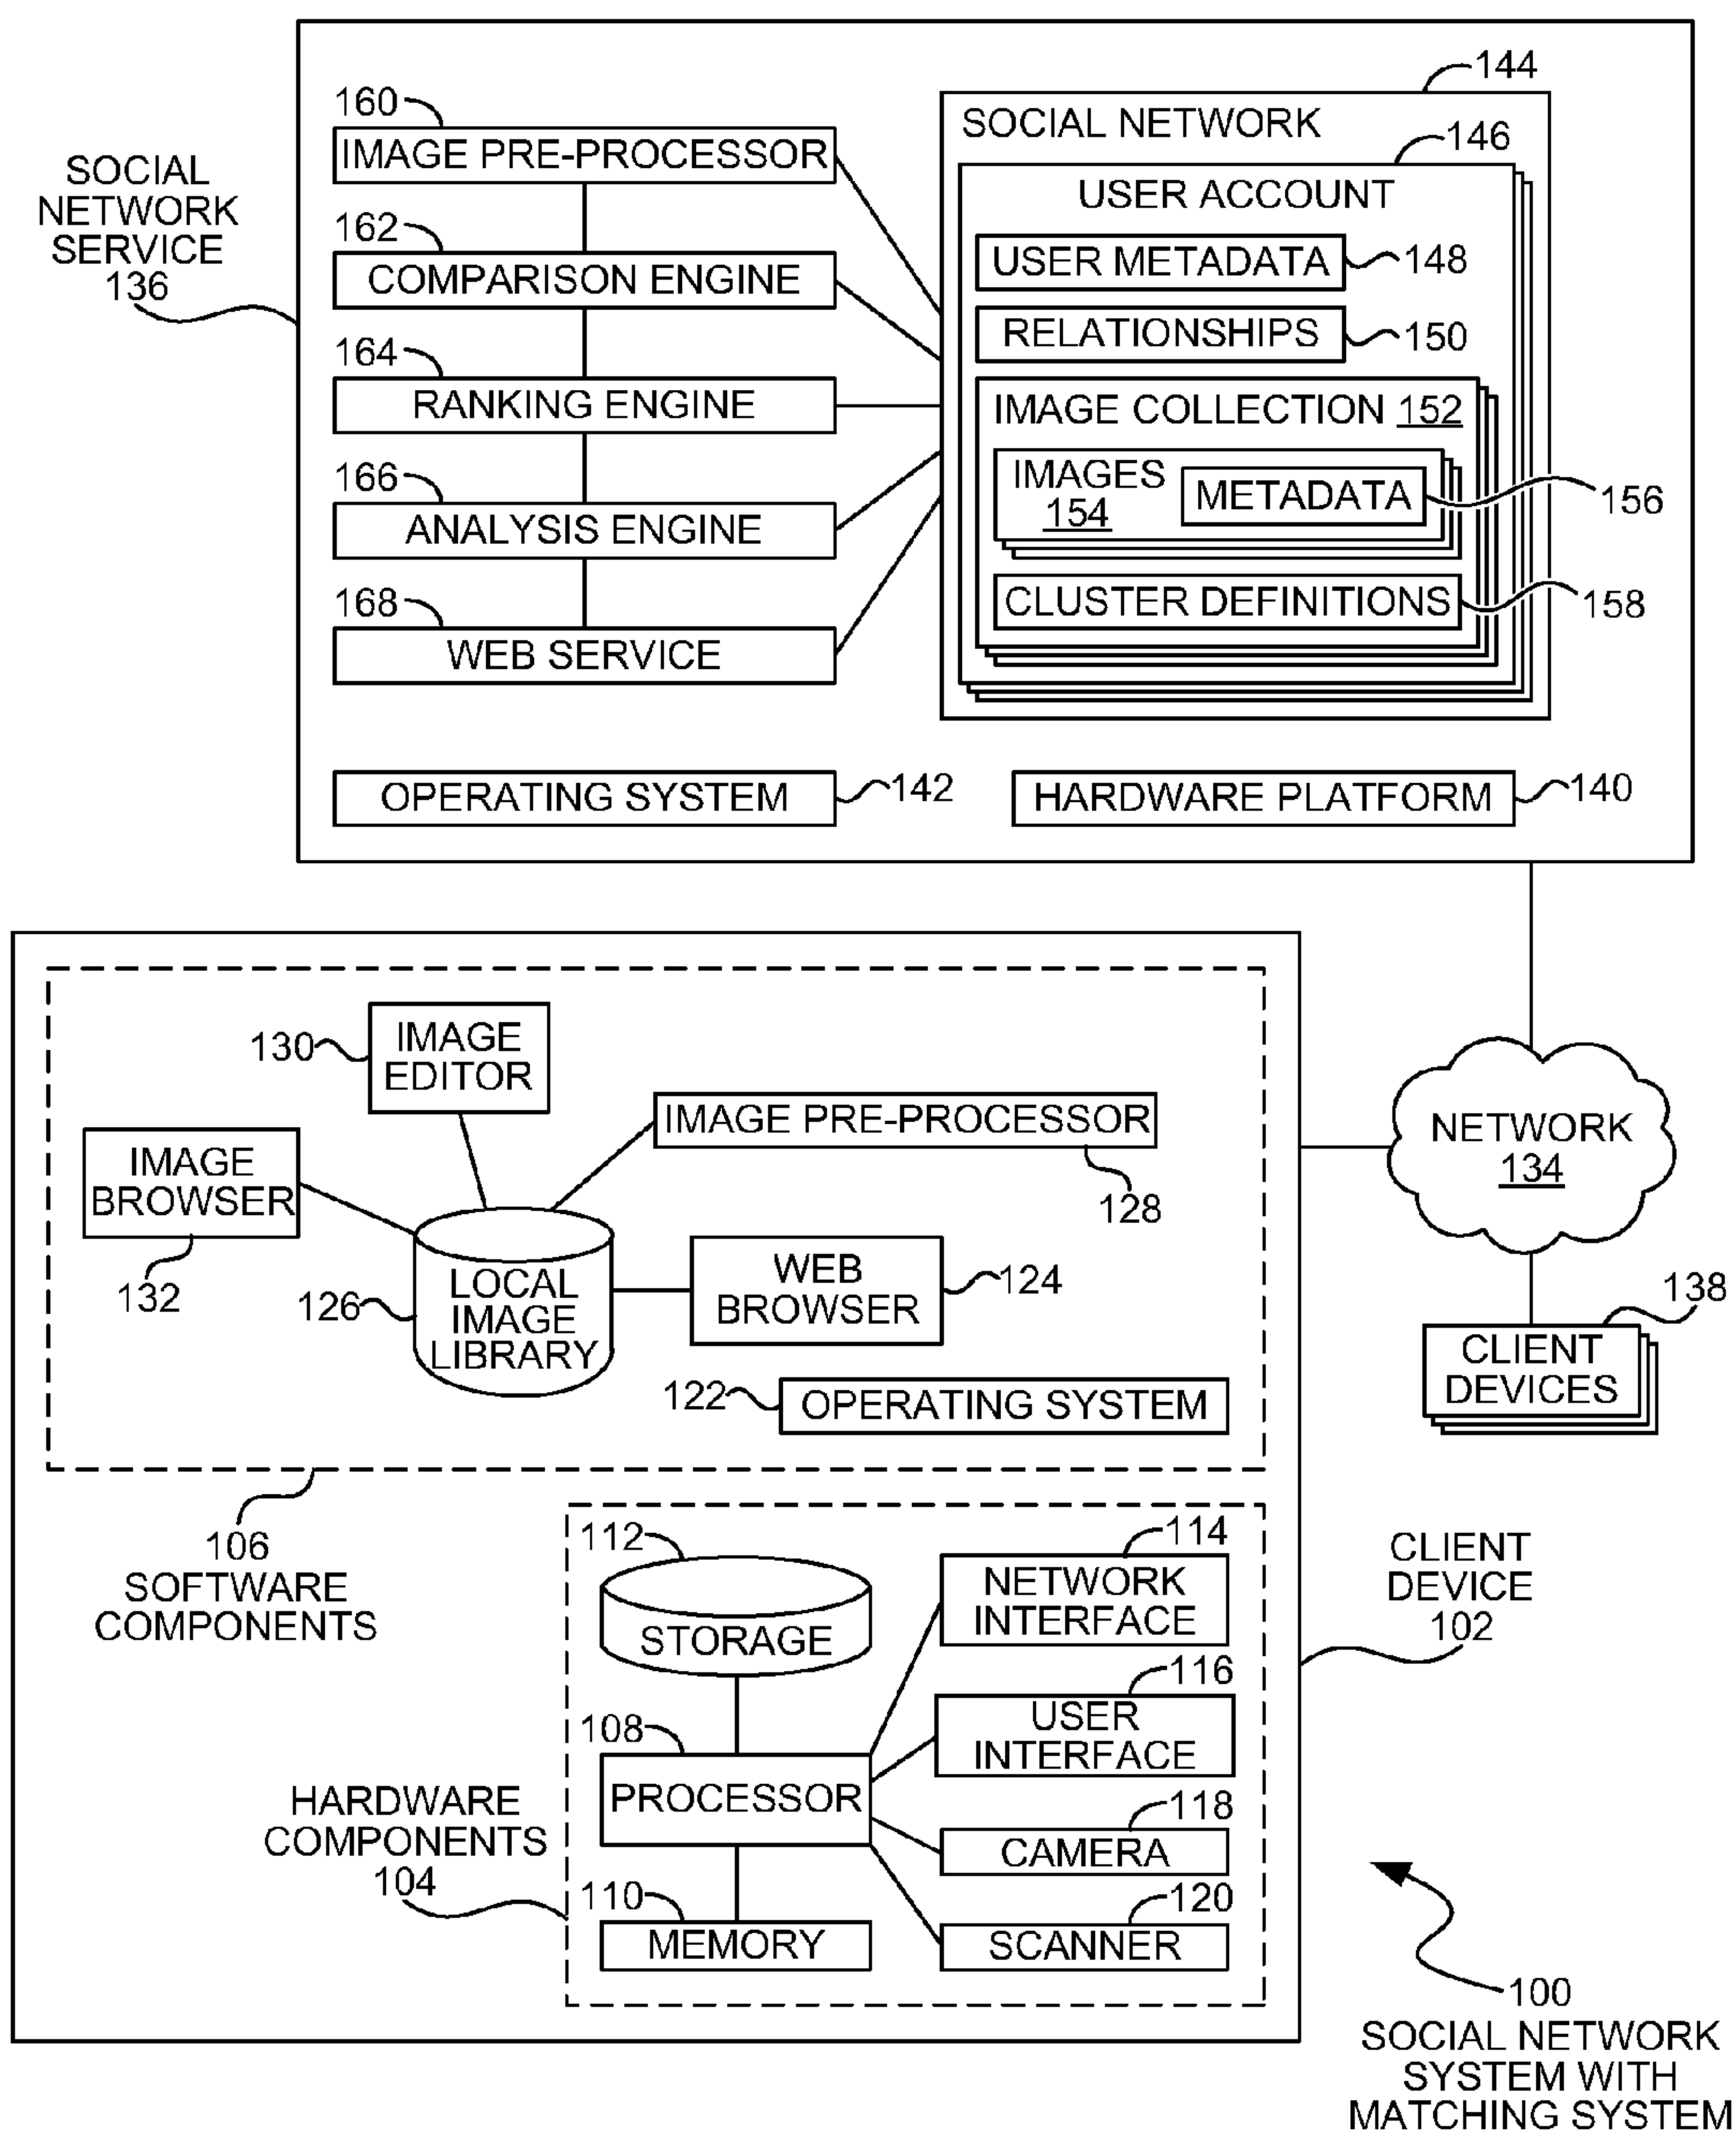 144
SOCIAL NETWORK
146
USER ACCOUNT
160
IMAGE PRE-PROCESSOR
SOCIAL
NETWORK
SERVICE
136
162
COMPARISON ENGINE
USER METADATA
148
RELATIONSHIPS
150
164
RANKING ENGINE
IMAGE COLLECTION 152
IMAGES
154
METADATA
156
166
ANALYSIS ENGINE
CLUSTER DEFINITIONS
158
168
WEB SERVICE
OPERATING SYSTEM
142
HARDWARE PLATFORM
140
130
IMAGE
EDITOR
IMAGE PRE-PROCESSOR
128
IMAGE
BROWSER
132
NETWORK
134
126
LOCAL
IMAGE
LIBRARY
WEB
BROWSER
124
138
CLIENT
DEVICES
122
OPERATING SYSTEM
106
SOFTWARE
COMPONENTS
112
STORAGE
114
NETWORK
INTERFACE
CLIENT
DEVICE
102
116
USER
INTERFACE
108
PROCESSOR
HARDWARE
COMPONENTS
104
118
CAMERA
110
MEMORY
120
SCANNER
100
SOCIAL NETWORK
SYSTEM WITH
MATCHING SYSTEM